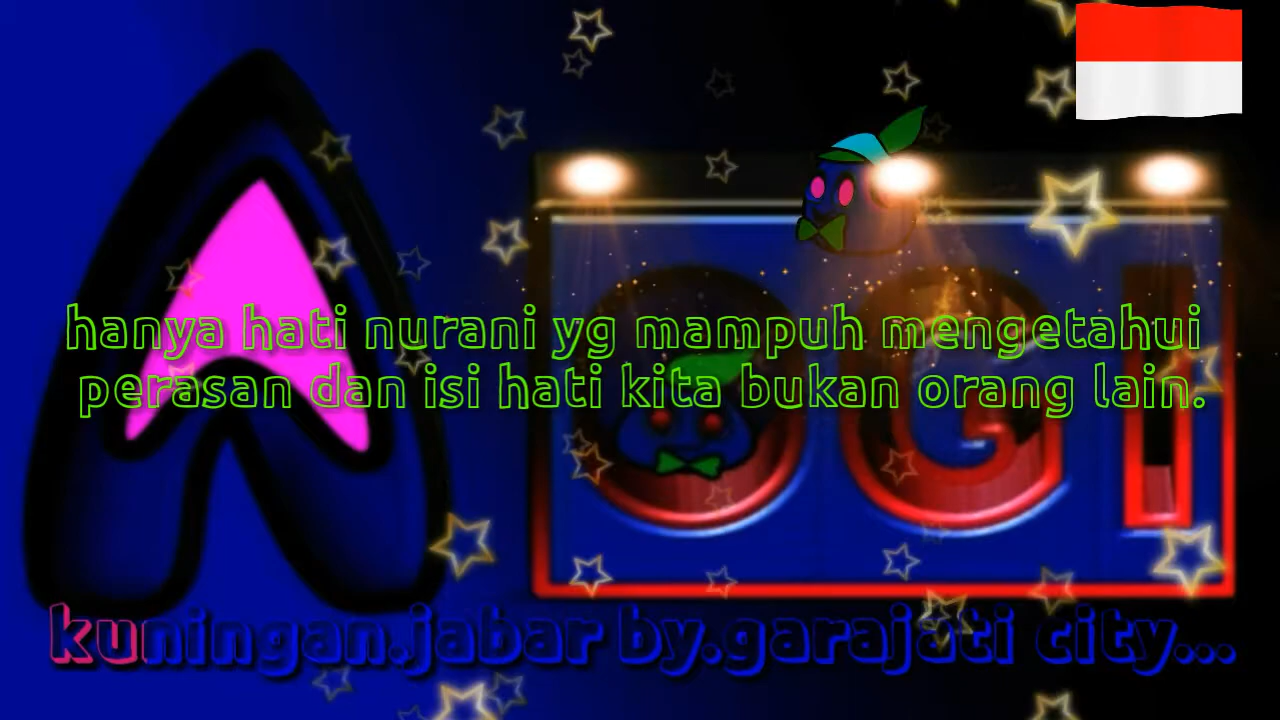 A OGI
hanya hati nurani yg mampuh mengetahui
perasan dan isi hati kita bukan orang lain.
kuningan.jabar by.garajati city...